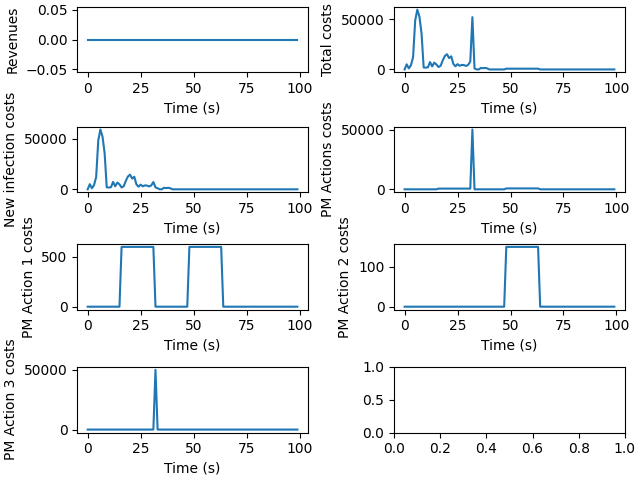 Revenues
0.05
0.00
−0.05
0 25 50 75 100
Time (s)
Total costs
50000
0
0 25 50 75 100
Time (s)
New infection costs
50000
0
0 25 50 75 100
Time (s)
PM Actions costs
50000
0
0 25 50 75 100
Time (s)
PM Action 1 costs
500
0
0 25 50 75 100
Time (s)
PM Action 2 costs
100
0
0 25 50 75 100
Time (s)
PM Action 3 costs
50000
0
0 25 50 75 100
Time (s)
1.0
0.5
0.0
0.0 0.2 0.4 0.6 0.8 1.0